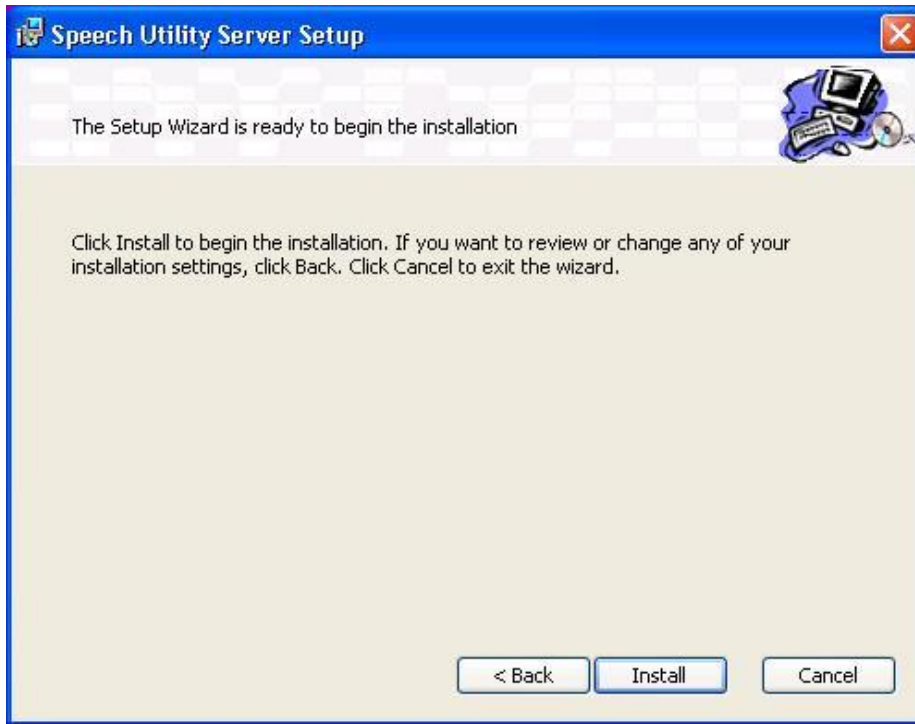 Speech Utility Server Setup
The Setup Wizard is ready to begin the installation
Click Install to begin the installation. If you want to review or change any of your
installation settings, click Back. Click Cancel to exit the wizard.
< Back Install Cancel